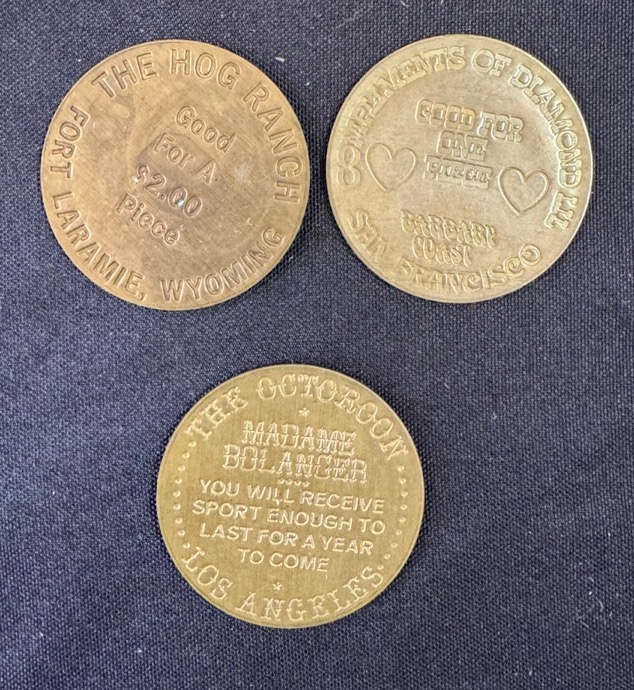 THE HOG RANCH
Good
For A
$2.00
Piece
FORT LARAMIE, WYOMING
COMPLIMENTS OF DIAMOND LIL
GOOD FOR
ONE
BARBARY
COAST
SAN FRANCISCO
THE OCTOROON
MADAME
BOLANGER
YOU WILL RECEIVE
SPORT ENOUGH TO
LAST FOR A YEAR
TO COME
LOS ANGELES